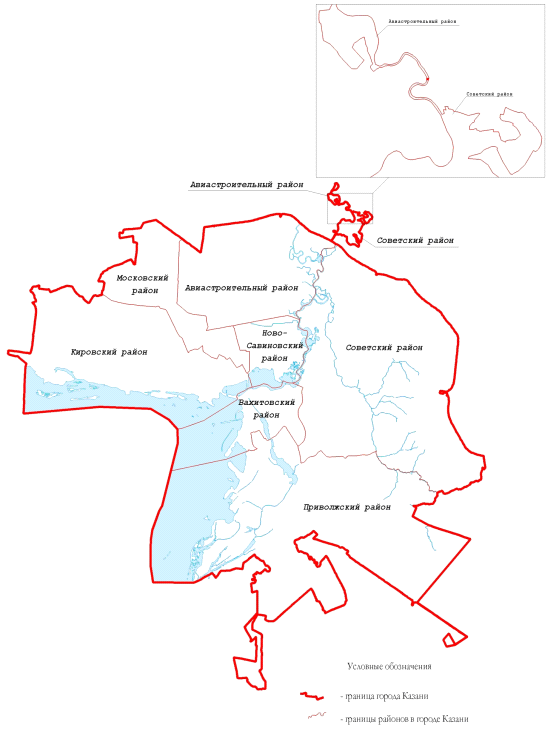 Авиастроительный район
Советский район
Авиастроительный район
Советский район
Московский
район
Авиастроительный район
Ново-
Савиновский
район
Кировский район
Советский район
Вахитовский
район
Приволжский район
Условные обозначения
- граница города Казани
- границы районов в городе Казани